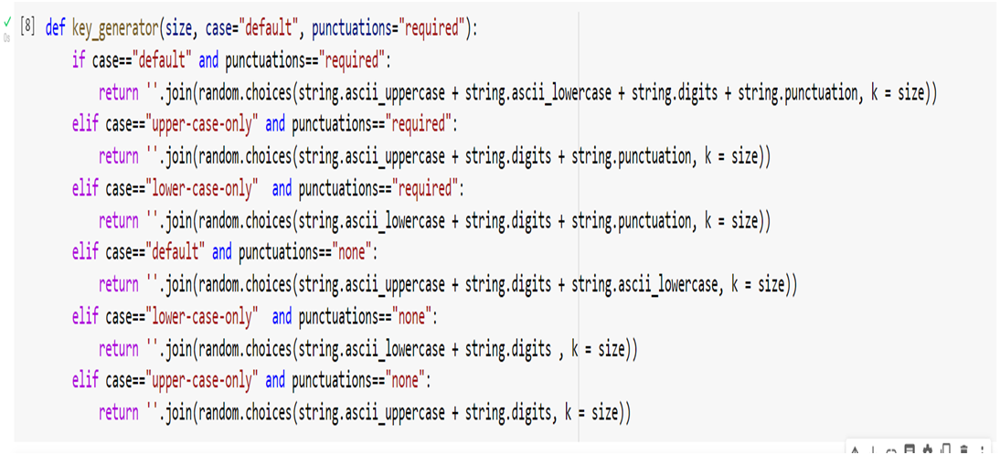 [8] def key_generator(size, case="default", punctuations="required"):
if case=="default" and punctuations=="required":
return ''.join(random.choices(string.ascii_uppercase + string.ascii_lowercase + string.digits + string.punctuation, k = size))
elif case=="upper-case-only" and punctuations=="required":
return ''.join(random.choices(string.ascii_uppercase + string.digits + string.punctuation, k = size))
elif case=="lower-case-only"  and punctuations=="required":
return ''.join(random.choices(string.ascii_lowercase + string.digits + string.punctuation, k = size))
elif case=="default" and punctuations=="none":
return ''.join(random.choices(string.ascii_uppercase + string.digits + string.ascii_lowercase, k = size))
elif case=="lower-case-only"  and punctuations=="none":
return ''.join(random.choices(string.ascii_lowercase + string.digits , k = size))
elif case=="upper-case-only" and punctuations=="none":
return ''.join(random.choices(string.ascii_uppercase + string.digits, k = size))
0s